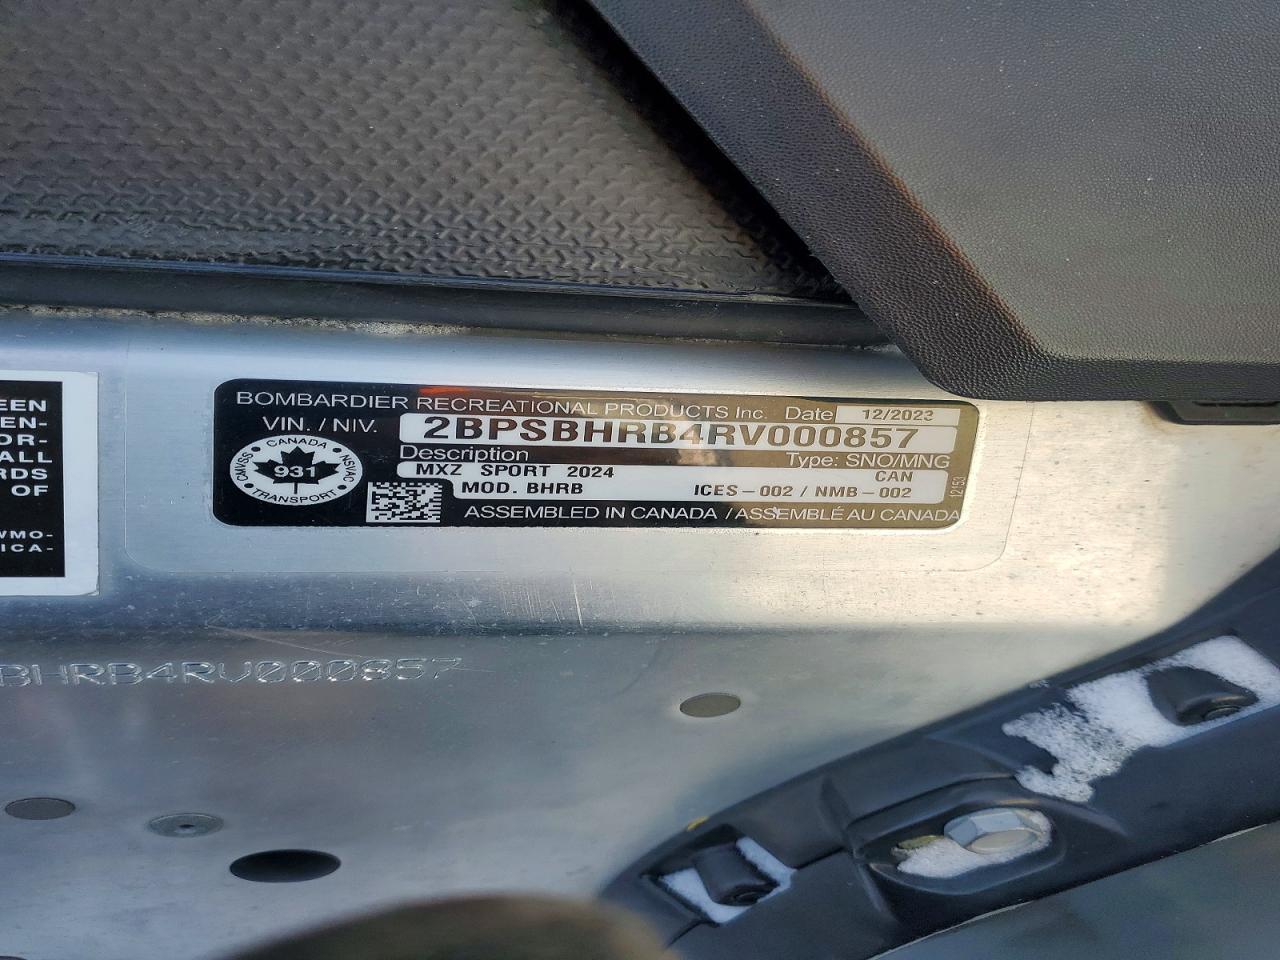 BOMBARDIER RECREATIONAL PRODUCTS Inc. Date 12/2023
VIN. / NIV. 2BPSBHRB4RV000857
Description Type: SNO/MNG
MXZ SPORT 2024 CAN
MOD. BHRB ICES-002 / NMB-002
ASSEMBLED IN CANADA / ASSEMBLÉ AU CANADA
12153
CANADA
CMVSS 931 NSVAC
TRANSPORT
EEN
EN-
OR-
ALL
RDS
OF
WMO-
ICA-
BHRB4RV000857